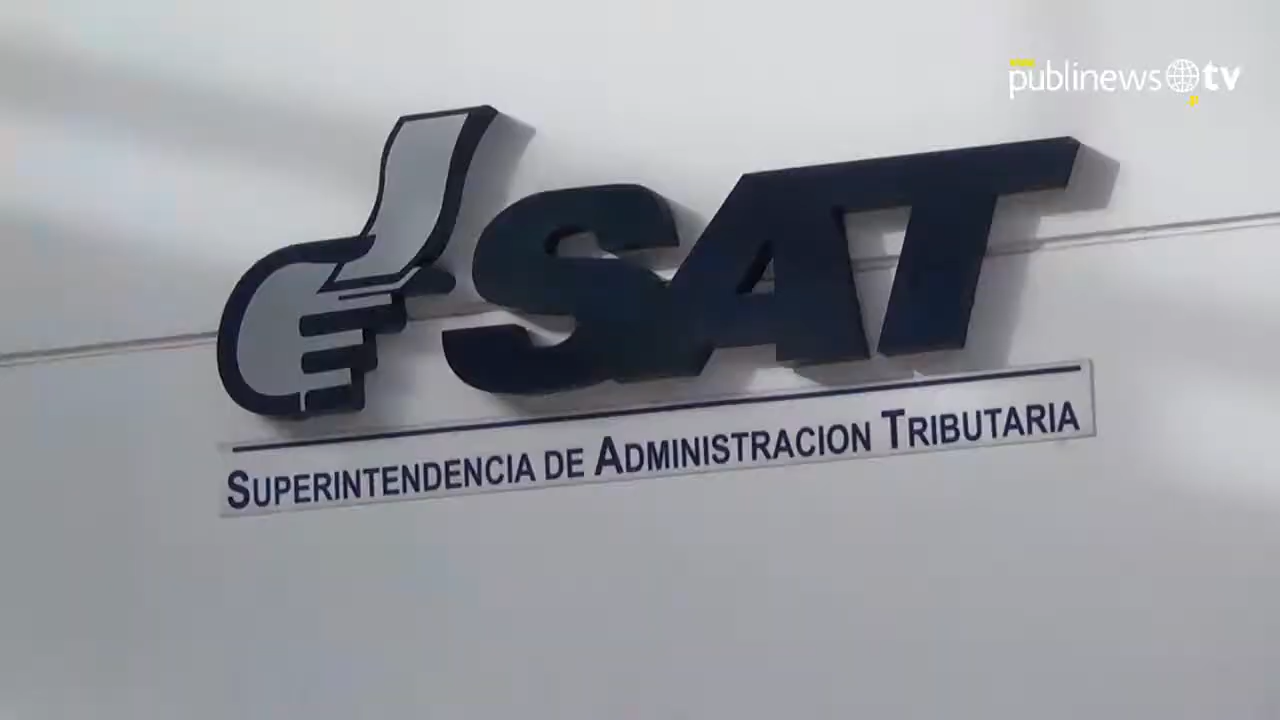 publinews tv
SAT
SUPERINTENDENCIA DE ADMINISTRACION TRIBUTARIA